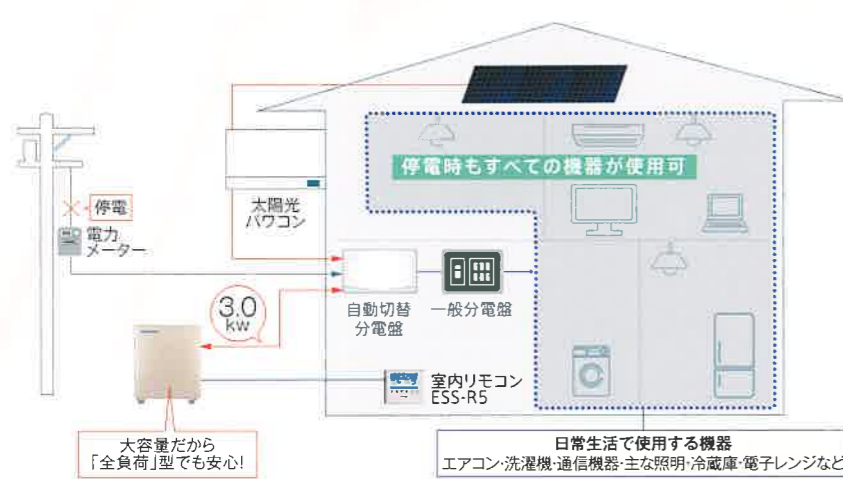 停電時もすべての機器が使用可
停電
電力
メーター
太陽光
パワコン
3.0
kw
自動切替
分電盤
一般分電盤
室内リモコン
ESS-R5
大容量だから
「全負荷」型でも安心!
日常生活で使用する機器
エアコン・洗濯機・通信機器・主な照明・冷蔵庫・電子レンジなど